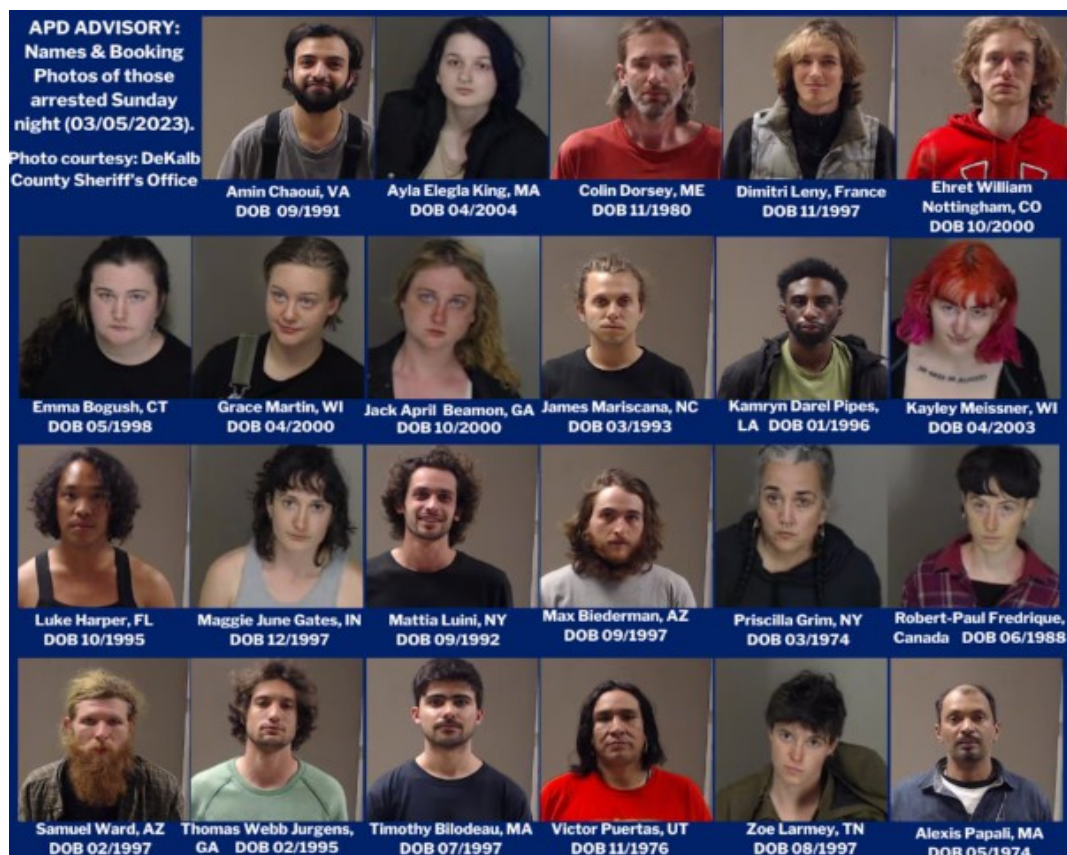 APD ADVISORY:
Names & Booking
Photos of those
arrested Sunday
night (03/05/2023).
Photo courtesy: DeKalb
County Sheriff's Office
Amin Chaoui, VA
DOB 09/1991
Ayla Elegla King, MA
DOB 04/2004
Colin Dorsey, ME
DOB 11/1980
Dimitri Leny, France
DOB 11/1997
Ehret William
Nottingham, CO
DOB 10/2000
Emma Bogush, CT
DOB 05/1998
Grace Martin, WI
DOB 04/2000
Jack April Beamon, GA
DOB 10/2000
James Mariscana, NC
DOB 03/1993
Kamryn Darel Pipes,
LA DOB 01/1996
Kayley Meissner, WI
DOB 04/2003
Luke Harper, FL
DOB 10/1995
Maggie June Gates, IN
DOB 12/1997
Mattia Luini, NY
DOB 09/1992
Max Biederman, AZ
DOB 09/1997
Priscilla Grim, NY
DOB 03/1974
Robert-Paul Fredrique,
Canada DOB 06/1988
Samuel Ward, AZ
DOB 02/1997
Thomas Webb Jurgens,
GA DOB 02/1995
Timothy Bilodeau, MA
DOB 07/1997
Victor Puertas, UT
DOB 11/1976
Zoe Larmey, TN
DOB 08/1997
Alexis Papali, MA
DOB 05/1974